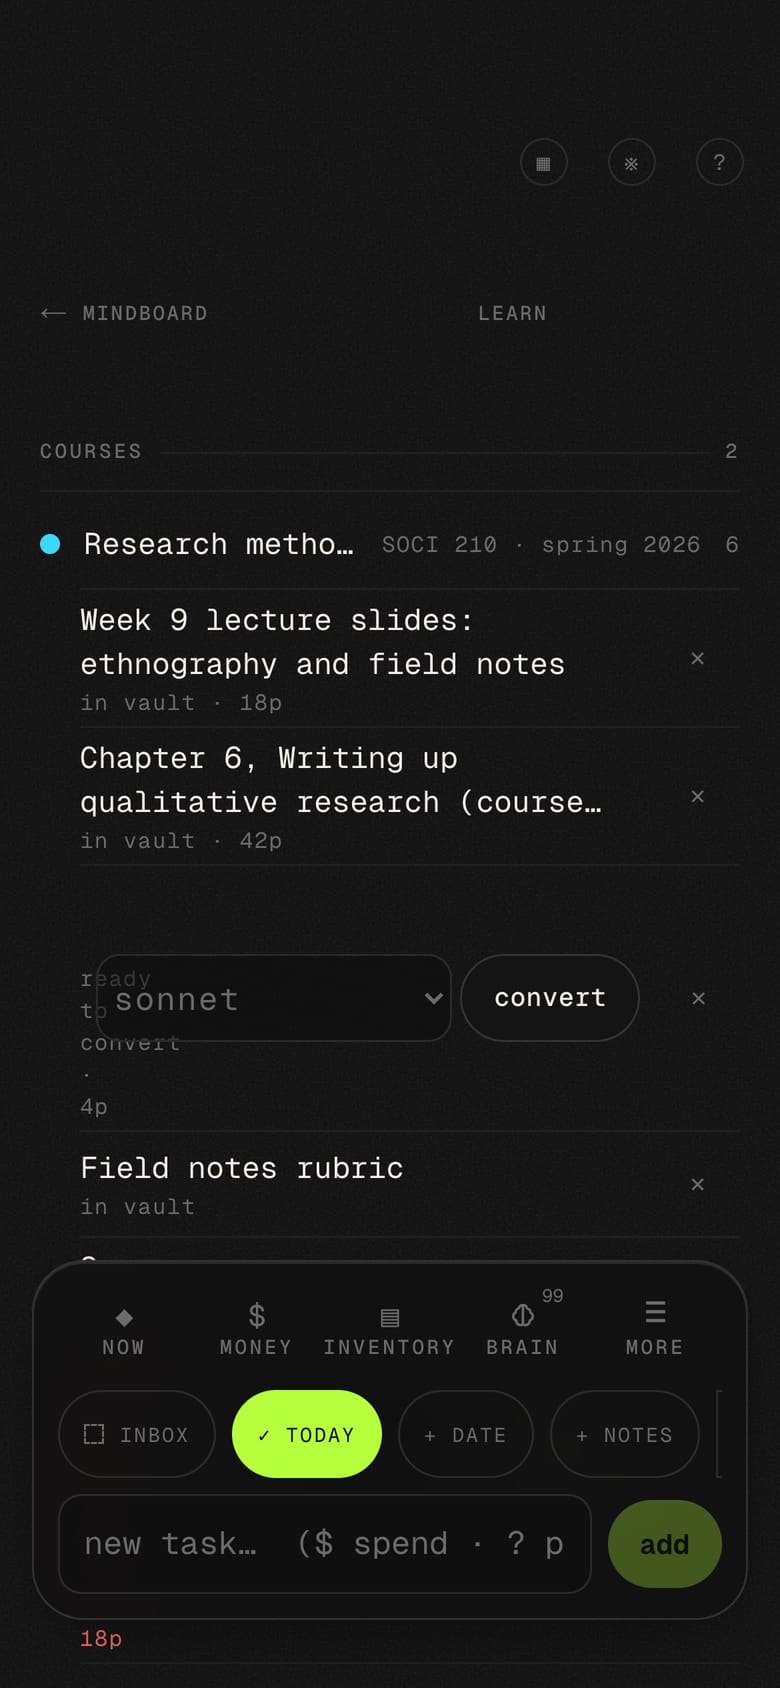 ?
← MINDBOARD LEARN
COURSES 2
Research metho… SOCI 210 · spring 2026 6
Week 9 lecture slides:
ethnography and field notes ×
in vault · 18p
Chapter 6, Writing up
qualitative research (course… ×
in vault · 42p
ready
to
convert
·
4p
sonnet convert ×
Field notes rubric ×
in vault
99
$
NOW MONEY INVENTORY BRAIN MORE
INBOX ✓ TODAY + DATE + NOTES
new task… ($ spend · ? p add
18p